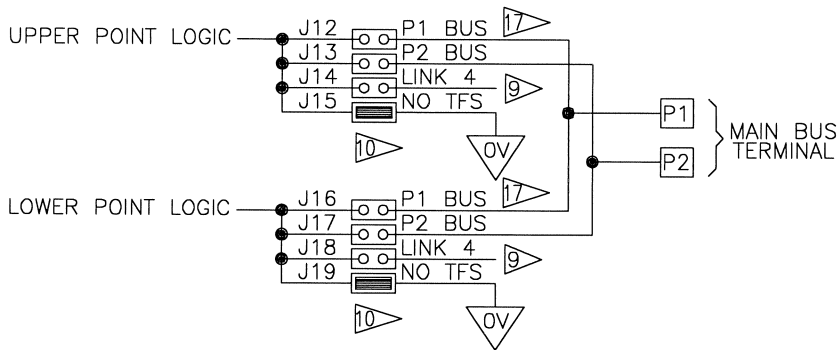 J12 P1 BUS 17
UPPER POINT LOGIC
J13 P2 BUS
J14 LINK 4 9
J15 NO TFS
P1
MAIN BUS
TERMINAL
10
0V
P2
17
J16 P1 BUS
LOWER POINT LOGIC
J17 P2 BUS
J18 LINK 4 9
J19 NO TFS
10
0V